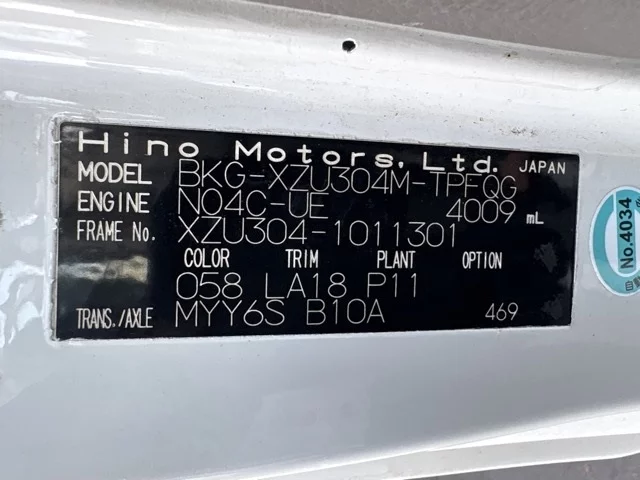 Hino Motors, Ltd. JAPAN
MODEL BKG-XZU304M-TPFQG
ENGINE N04C-UE 4009 mL
FRAME No. XZU304-1011301
COLOR TRIM PLANT OPTION
058 LA18 P11
TRANS./AXLE MYY6S B10A 469
No.4034